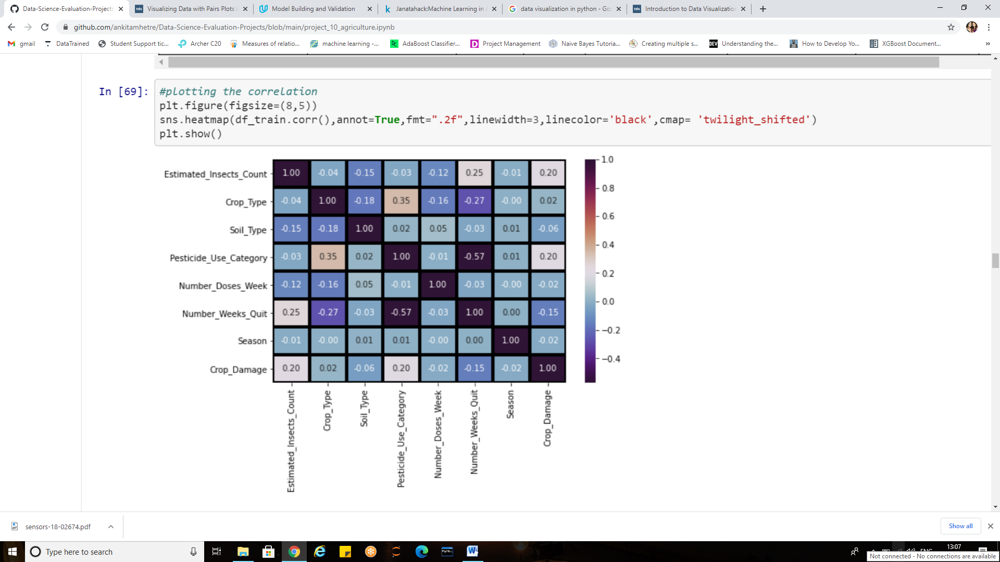 Data-Science-Evaluation-Projects
Visualizing Data with Pairs Plots i
Model Building and Validation
Janatahack:Machine Learning in A
data visualization in python - Goo
Introduction to Data Visualization
github.com/ankitamhetre/Data-Science-Evaluation-Projects/blob/main/project_10_agriculture.ipynb
gmail
DataTrained
Student Support tic...
Archer C20
Measures of relatio...
machine learning -...
AdaBoost Classifier...
Project Management
Naive Bayes Tutoria...
Creating multiple s...
DEV
Understanding the...
How to Develop Yo...
XGBoost Document...
»
In [69]:
#plotting the correlation
plt.figure(figsize=(8,5))
sns.heatmap(df_train.corr(),annot=True,fmt=".2f",linewidth=3,linecolor='black',cmap= 'twilight_shifted')
plt.show()
Estimated_Insects_Count 1.00 -0.04 -0.15 -0.03 -0.12 0.25 -0.01 0.20
Crop_Type -0.04 1.00 -0.18 0.35 -0.16 -0.27 -0.00 0.02
Soil_Type -0.15 -0.18 1.00 0.02 0.05 -0.03 0.01 -0.06
Pesticide_Use_Category -0.03 0.35 0.02 1.00 -0.01 -0.57 0.01 0.20
Number_Doses_Week -0.12 -0.16 0.05 -0.01 1.00 -0.03 -0.00 -0.02
Number_Weeks_Quit 0.25 -0.27 -0.03 -0.57 -0.03 1.00 0.00 -0.15
Season -0.01 -0.00 0.01 0.01 -0.00 0.00 1.00 -0.02
Crop_Damage 0.20 0.02 -0.06 0.20 -0.02 -0.15 -0.02 1.00
Estimated_Insects_Count
Crop_Type
Soil_Type
Pesticide_Use_Category
Number_Doses_Week
Number_Weeks_Quit
Season
Crop_Damage
1.0
0.8
0.6
0.4
0.2
0.0
−0.2
−0.4
sensors-18-02674.pdf
Show all
Type here to search
13:07
Not connected - No connections are available